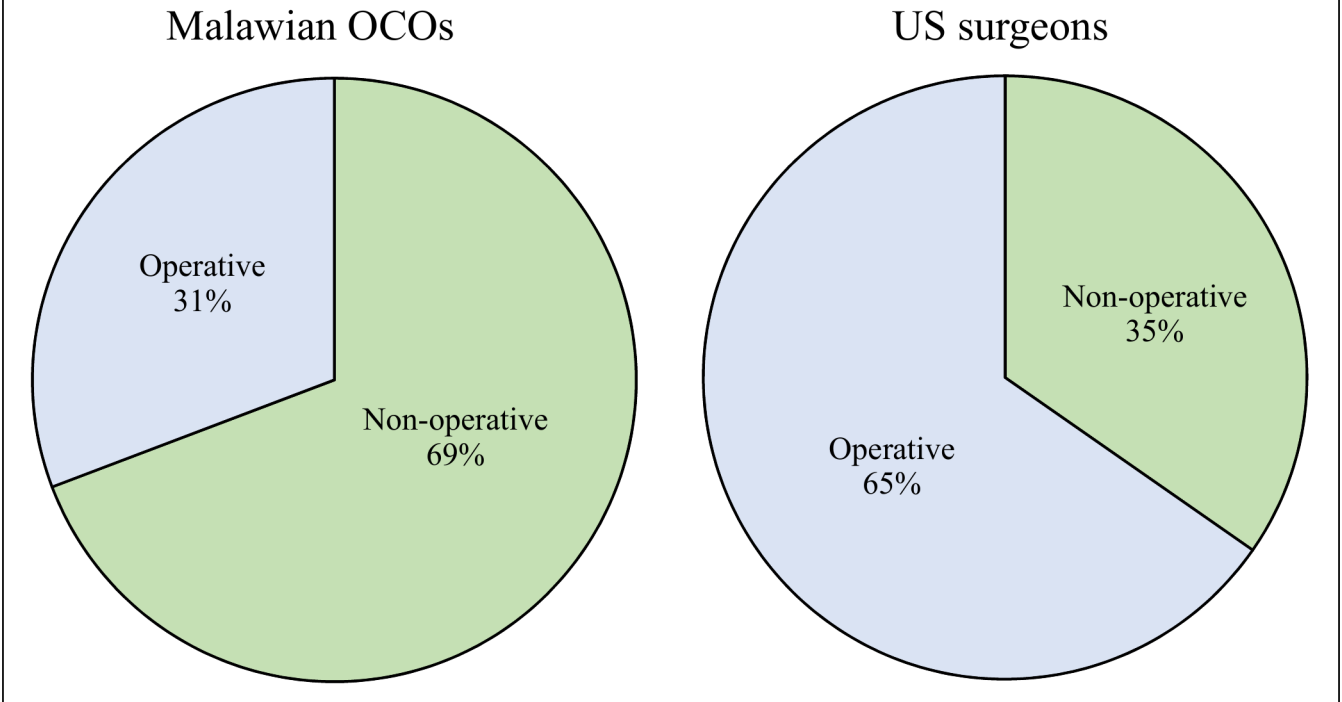 Malawian OCOs
Operative
31%
Non-operative
69%
US surgeons
Non-operative
35%
Operative
65%